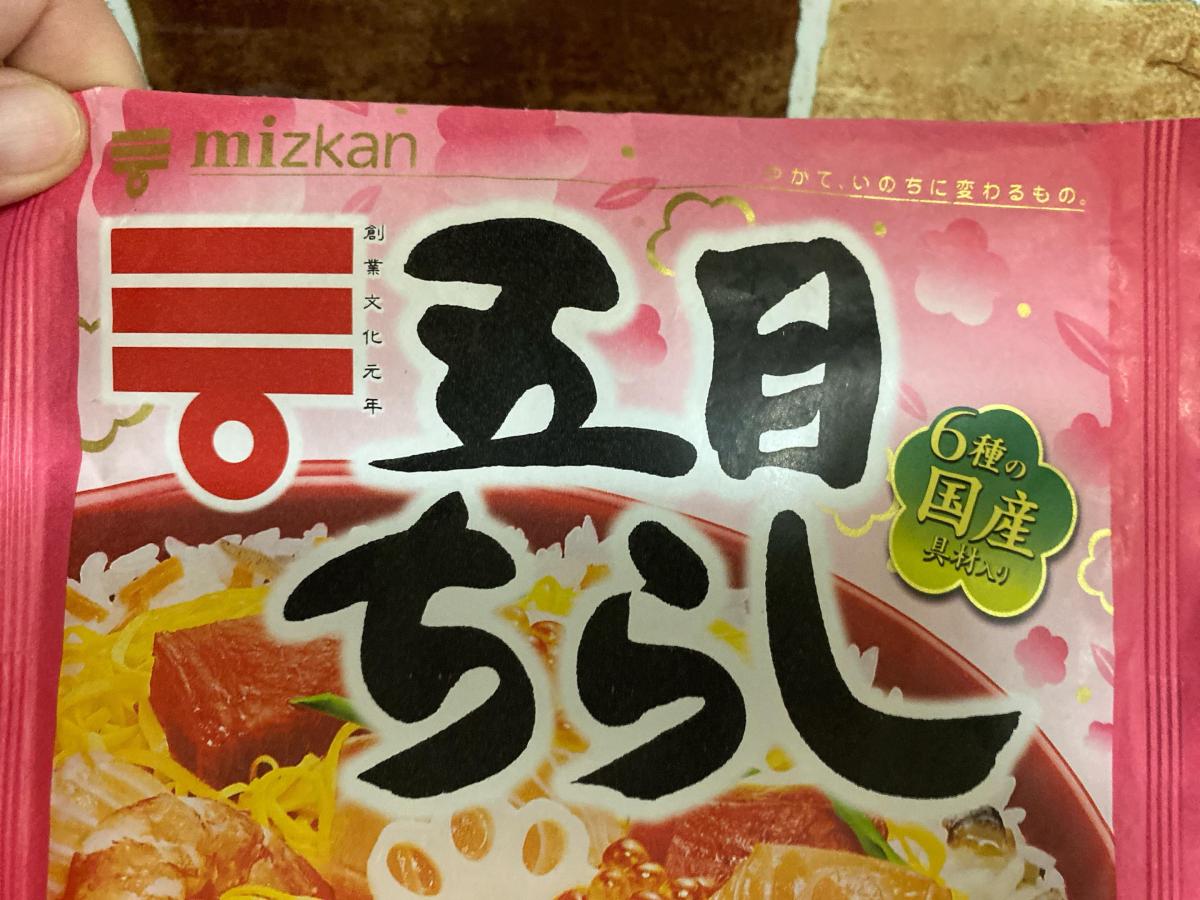 mizkan
やがて、いのちに変わるもの。
創業文化元年
五目
ちらし
6種の
国産
具材入り